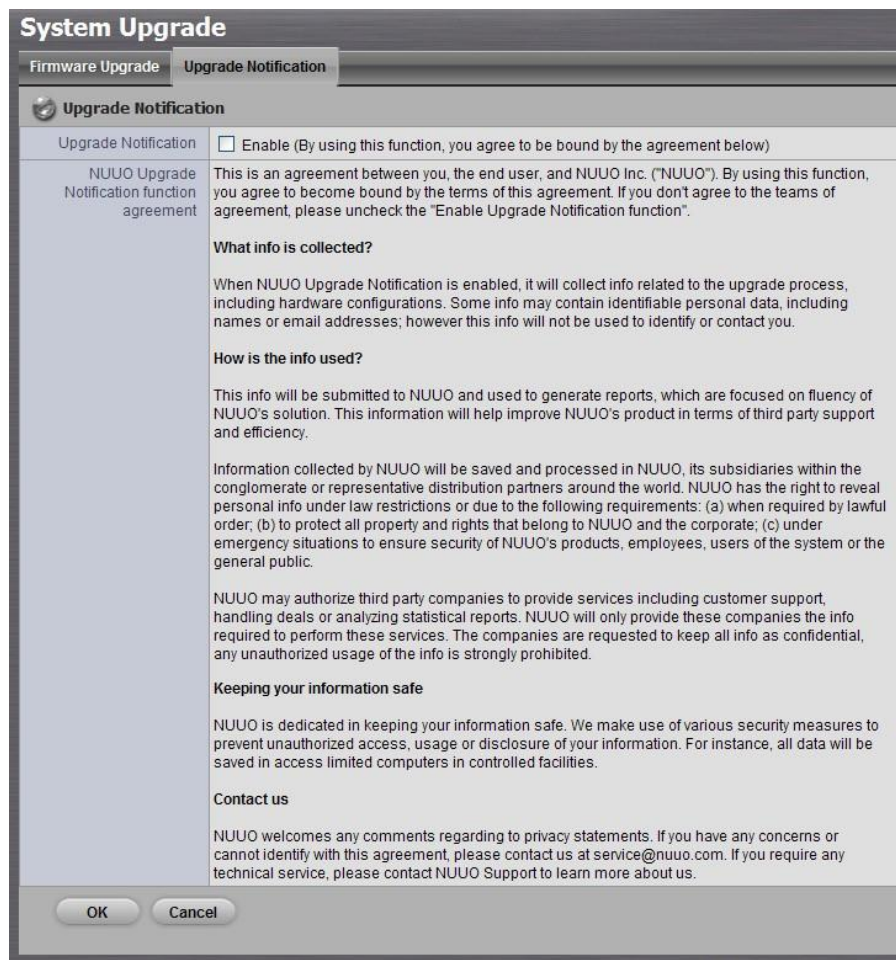 System Upgrade
Firmware Upgrade
Upgrade Notification
Upgrade Notification
Upgrade Notification
Enable (By using this function, you agree to be bound by the agreement below)
NUUO Upgrade
Notification function
agreement
This is an agreement between you, the end user, and NUUO Inc. ("NUUO"). By using this function,
you agree to become bound by the terms of this agreement. If you don't agree to the teams of
agreement, please uncheck the "Enable Upgrade Notification function".
What info is collected?
When NUUO Upgrade Notification is enabled, it will collect info related to the upgrade process,
including hardware configurations. Some info may contain identifiable personal data, including
names or email addresses; however this info will not be used to identify or contact you.
How is the info used?
This info will be submitted to NUUO and used to generate reports, which are focused on fluency of
NUUO's solution. This information will help improve NUUO's product in terms of third party support
and efficiency.
Information collected by NUUO will be saved and processed in NUUO, its subsidiaries within the
conglomerate or representative distribution partners around the world. NUUO has the right to reveal
personal info under law restrictions or due to the following requirements: (a) when required by lawful
order; (b) to protect all property and rights that belong to NUUO and the corporate; (c) under
emergency situations to ensure security of NUUO's products, employees, users of the system or the
general public.
NUUO may authorize third party companies to provide services including customer support,
handling deals or analyzing statistical reports. NUUO will only provide these companies the info
required to perform these services. The companies are requested to keep all info as confidential,
any unauthorized usage of the info is strongly prohibited.
Keeping your information safe
NUUO is dedicated in keeping your information safe. We make use of various security measures to
prevent unauthorized access, usage or disclosure of your information. For instance, all data will be
saved in access limited computers in controlled facilities.
Contact us
NUUO welcomes any comments regarding to privacy statements. If you have any concerns or
cannot identify with this agreement, please contact us at service@nuuo.com. If you require any
technical service, please contact NUUO Support to learn more about us.
OK
Cancel